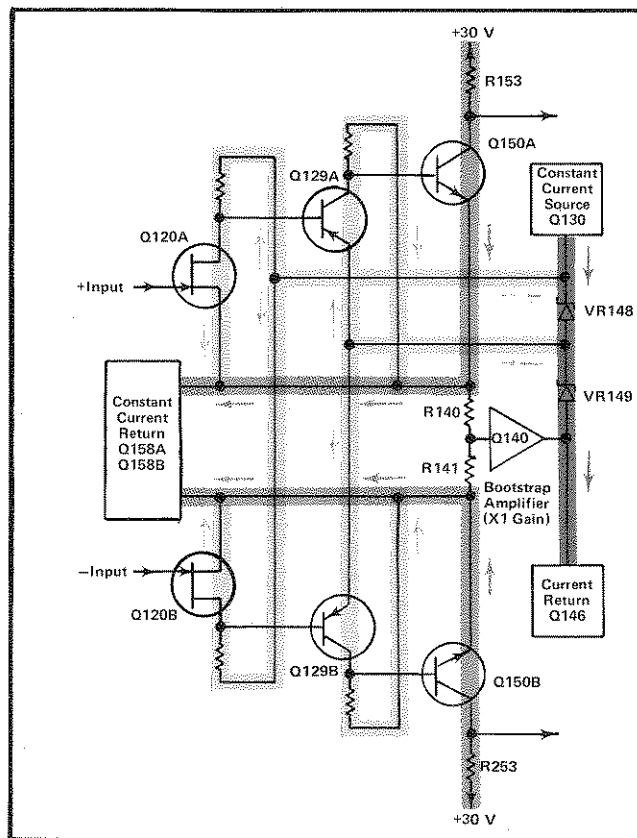 +30 V
R153
Q150A
Q129A
Constant
Current
Source
Q130
Q120A
+Input
VR148
VR149
Constant
Current
Return
Q158A
Q158B
R140
Q140
R141
Bootstrap
Amplifier
(X1 Gain)
−Input
Q120B
Current
Return
Q146
Q129B
Q150B
R253
+30 V